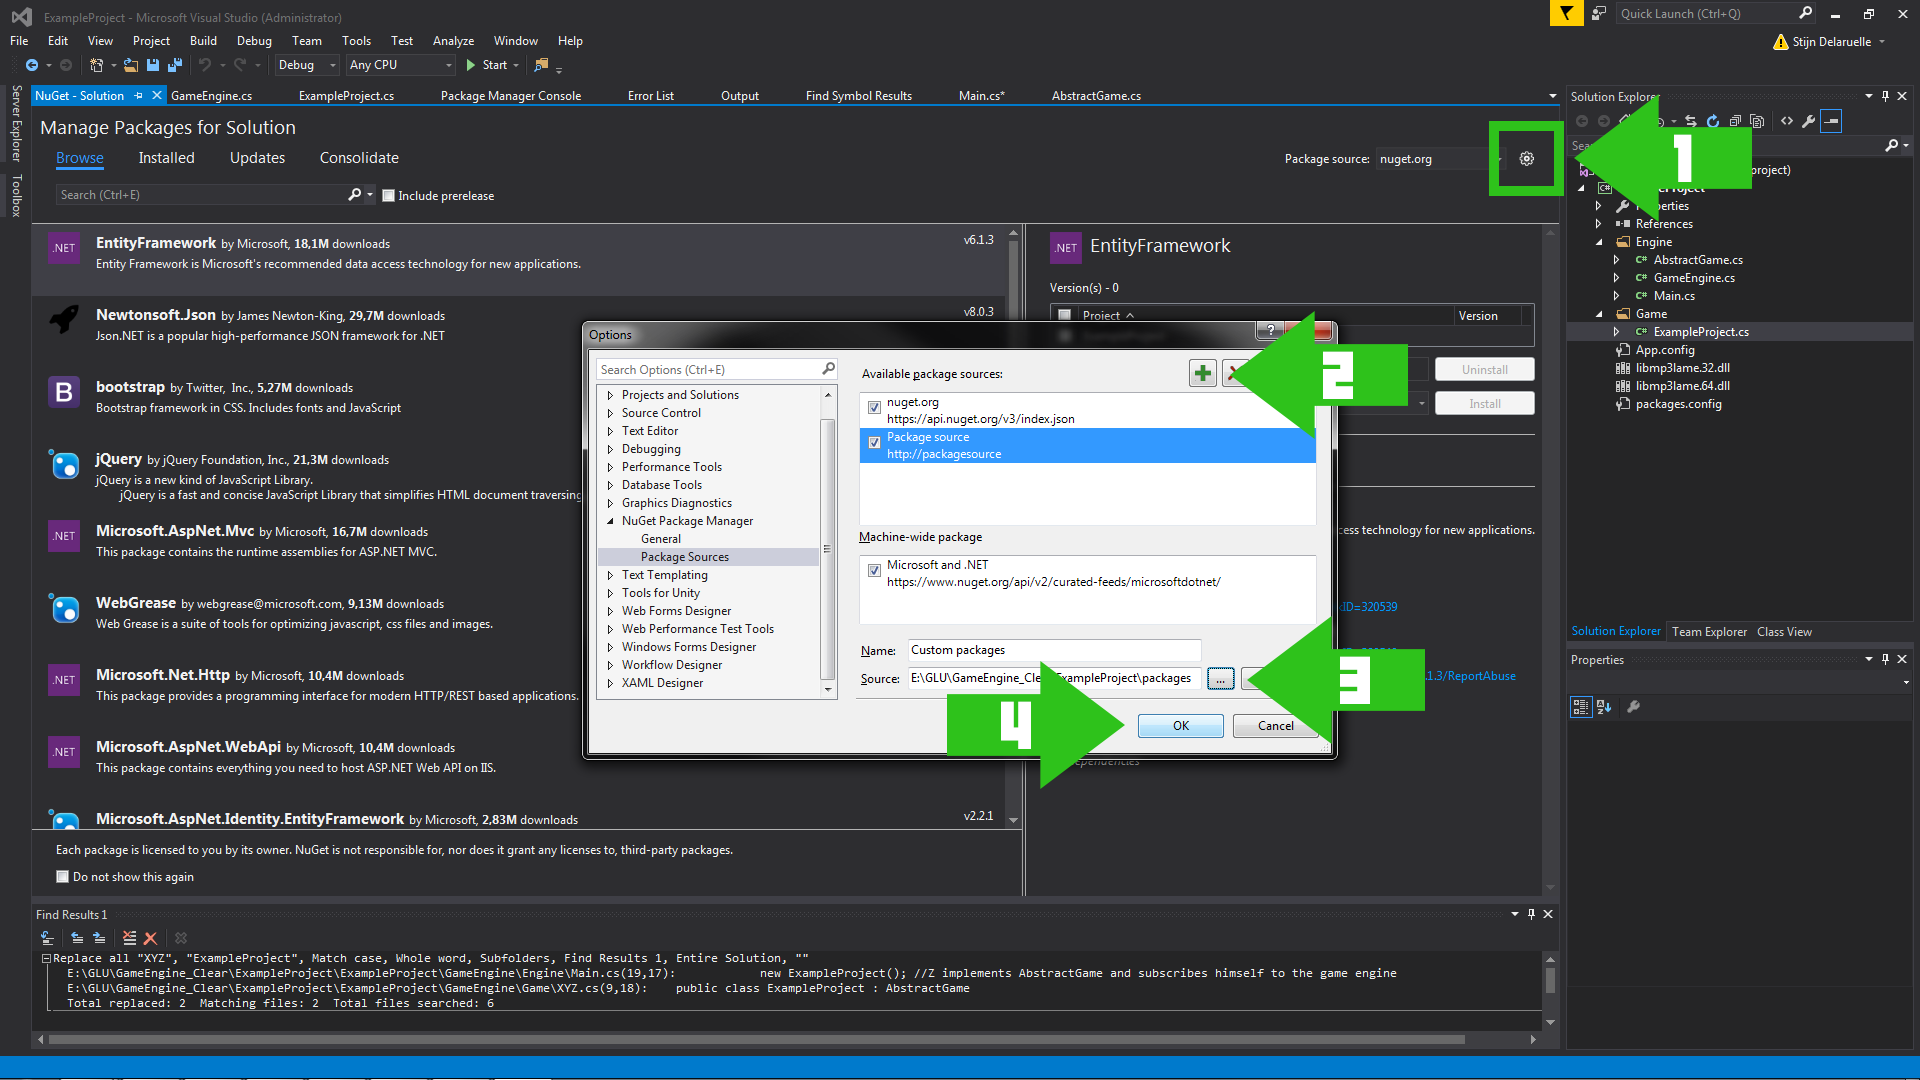 ExampleProject - Microsoft Visual Studio (Administrator)
Quick Launch (Ctrl+Q)
File Edit View Project Build Debug Team Tools Test Analyze Window Help
Stijn Delaruelle
Debug Any CPU Start
Server Explorer
Toolbox
NuGet - Solution GameEngine.cs ExampleProject.cs Package Manager Console Error List Output Find Symbol Results Main.cs* AbstractGame.cs
Manage Packages for Solution
Browse Installed Updates Consolidate
Package source: nuget.org
Search (Ctrl+E) Include prerelease
EntityFramework by Microsoft, 18,1M downloads v6.1.3
Entity Framework is Microsoft's recommended data access technology for new applications.
Newtonsoft.Json by James Newton-King, 29,7M downloads v8.0.3
Json.NET is a popular high-performance JSON framework for .NET
bootstrap by Twitter, Inc., 5,27M downloads
Bootstrap framework in CSS. Includes fonts and JavaScript
jQuery by jQuery Foundation, Inc., 21,3M downloads
jQuery is a new kind of JavaScript Library.
jQuery is a fast and concise JavaScript Library that simplifies HTML document traversing
.NET
Microsoft.AspNet.Mvc by Microsoft, 16,7M downloads
This package contains the runtime assemblies for ASP.NET MVC.
WebGrease by webgrease@microsoft.com, 9,13M downloads
Web Grease is a suite of tools for optimizing javascript, css files and images.
.NET
Microsoft.Net.Http by Microsoft, 10,4M downloads
This package provides a programming interface for modern HTTP/REST based applications.
.NET
Microsoft.AspNet.WebApi by Microsoft, 10,4M downloads
This package contains everything you need to host ASP.NET Web API on IIS.
Microsoft.AspNet.Identity.EntityFramework by Microsoft, 2,83M downloads v2.2.1
Each package is licensed to you by its owner. NuGet is not responsible for, nor does it grant any licenses to, third-party packages.
Do not show this again
.NET EntityFramework
Version(s) - 0
Project Version
Uninstall
Install
cess technology for new applications.
ID=320539
.1.3/ReportAbuse
Options
Search Options (Ctrl+E)
Projects and Solutions
Source Control
Text Editor
Debugging
Performance Tools
Database Tools
Graphics Diagnostics
NuGet Package Manager
General
Package Sources
Text Templating
Tools for Unity
Web Forms Designer
Web Performance Test Tools
Windows Forms Designer
Workflow Designer
XAML Designer
Available package sources:
nuget.org
https://api.nuget.org/v3/index.json
Package source
http://packagesource
Machine-wide package
Microsoft and .NET
https://www.nuget.org/api/v2/curated-feeds/microsoftdotnet/
Name: Custom packages
Source: E:\GLU\GameEngine_Clea ExampleProject\packages ...
OK Cancel
1
2
3
4
Solution Explorer
References
Engine
AbstractGame.cs
GameEngine.cs
Main.cs
Game
ExampleProject.cs
App.config
libmp3lame.32.dll
libmp3lame.64.dll
packages.config
Solution Explorer Team Explorer Class View
Properties
Find Results 1
Replace all "XYZ", "ExampleProject", Match case, Whole word, Subfolders, Find Results 1, Entire Solution, ""
E:\GLU\GameEngine_Clear\ExampleProject\ExampleProject\GameEngine\Engine\Main.cs(19,17): new ExampleProject(); //Z implements AbstractGame and subscribes himself to the game engine
E:\GLU\GameEngine_Clear\ExampleProject\ExampleProject\GameEngine\Game\XYZ.cs(9,18): public class ExampleProject : AbstractGame
Total replaced: 2 Matching files: 2 Total files searched: 6